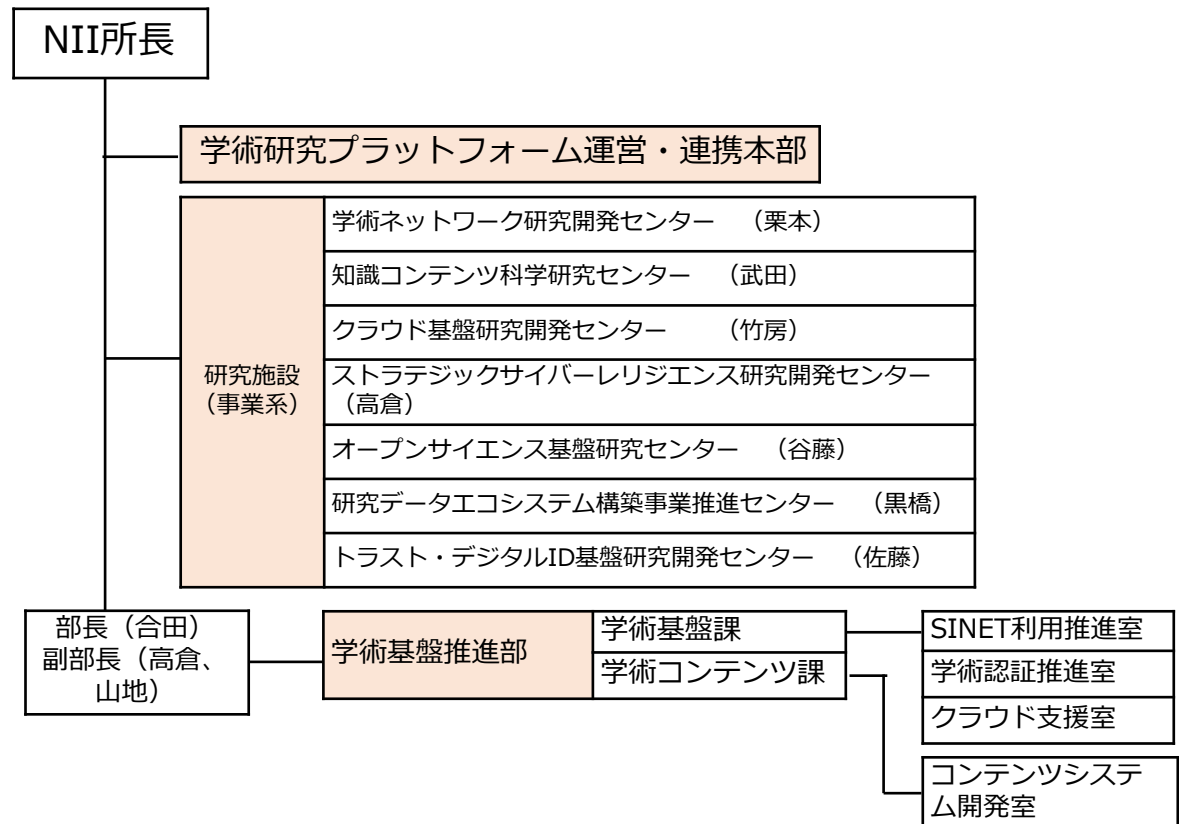 NII所長
学術研究プラットフォーム運営・連携本部
研究施設
（事業系）
学術ネットワーク研究開発センター　（栗本）
知識コンテンツ科学研究センター　（武田）
クラウド基盤研究開発センター　　（竹房）
ストラテジックサイバーレリジエンス研究開発センター
（高倉）
オープンサイエンス基盤研究センター　（谷藤）
研究データエコシステム構築事業推進センター　（黒橋）
トラスト・デジタルID基盤研究開発センター　（佐藤）
部長（合田）
副部長（高倉、
山地）
学術基盤推進部
学術基盤課
学術コンテンツ課
SINET利用推進室
学術認証推進室
クラウド支援室
コンテンツシステ
ム開発室